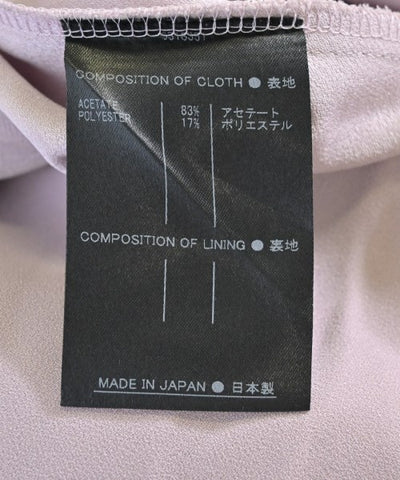 COMPOSITION OF CLOTH ● 表地
ACETATE 83% アセテート
POLYESTER 17% ポリエステル
COMPOSITION OF LINING ● 裏地
MADE IN JAPAN ● 日本製